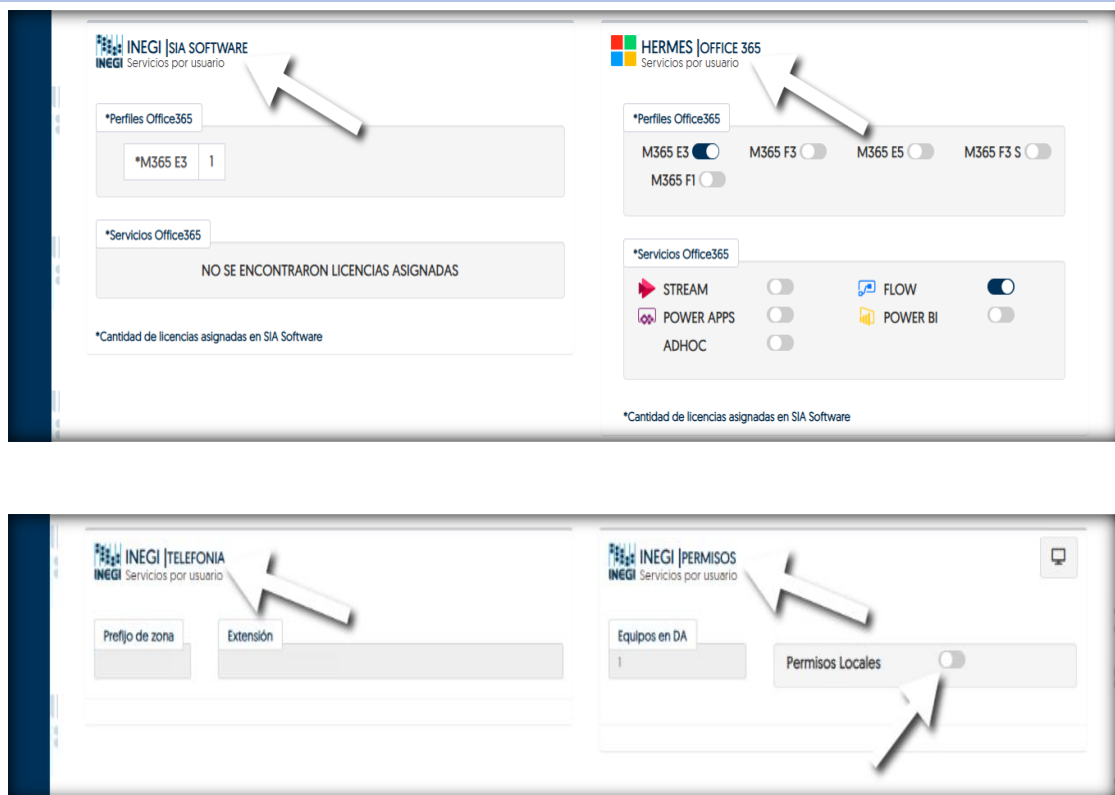 INEGI |SIA SOFTWARE
INEGI Servicios por usuario
*Perfiles Office365
*M365 E3 1
*Servicios Office365
NO SE ENCONTRARON LICENCIAS ASIGNADAS
*Cantidad de licencias asignadas en SIA Software
HERMES |OFFICE 365
Servicios por usuario
*Perfiles Office365
M365 E3 M365 F3 M365 E5 M365 F3 S
M365 F1
*Servicios Office365
STREAM FLOW
POWER APPS POWER BI
ADHOC
*Cantidad de licencias asignadas en SIA Software
INEGI |TELEFONIA
INEGI Servicios por usuario
Prefijo de zona Extensión
INEGI |PERMISOS
INEGI Servicios por usuario
Equipos en DA
1
Permisos Locales